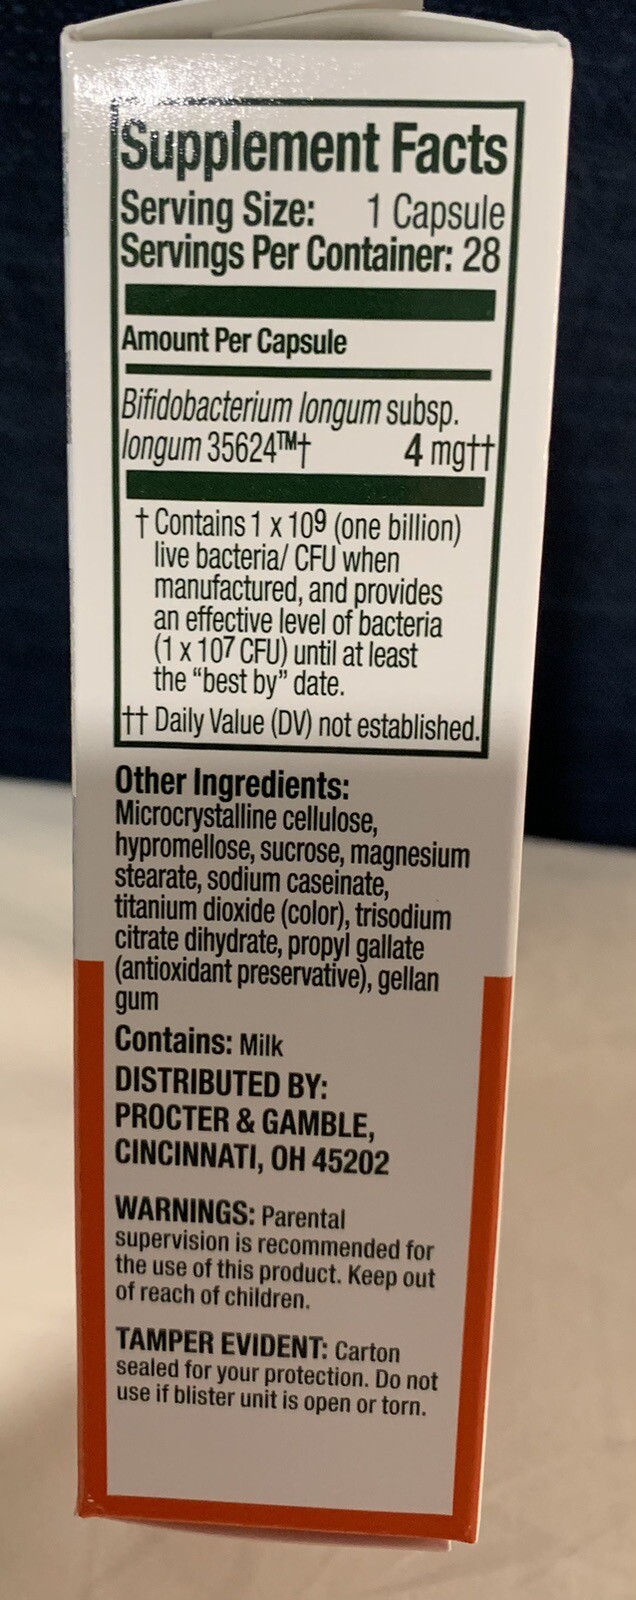 Supplement Facts
Serving Size: 1 Capsule
Servings Per Container: 28
Amount Per Capsule
Bifidobacterium longum subsp.
longum 35624™† 4 mg††
† Contains 1 x 10⁹ (one billion)
live bacteria/ CFU when
manufactured, and provides
an effective level of bacteria
(1 x 10⁷ CFU) until at least
the “best by” date.
†† Daily Value (DV) not established.
Other Ingredients:
Microcrystalline cellulose,
hypromellose, sucrose, magnesium
stearate, sodium caseinate,
titanium dioxide (color), trisodium
citrate dihydrate, propyl gallate
(antioxidant preservative), gellan
gum
Contains: Milk
DISTRIBUTED BY:
PROCTER & GAMBLE,
CINCINNATI, OH 45202
WARNINGS: Parental
supervision is recommended for
the use of this product. Keep out
of reach of children.
TAMPER EVIDENT: Carton
sealed for your protection. Do not
use if blister unit is open or torn.